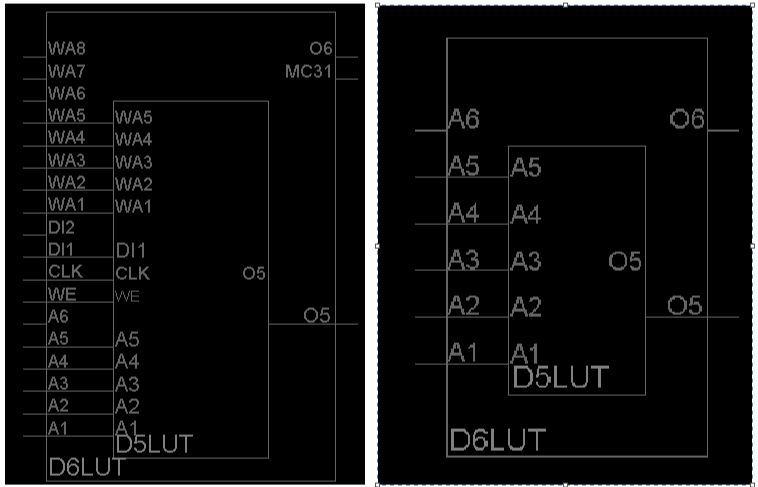 WA8 O6
WA7 MC31
WA6
WA5 WA5
WA4 WA4
WA3 WA3
WA2 WA2
WA1 WA1
DI2
DI1 DI1
CLK CLK O5
WE WE
A6 O5
A5 A5
A4 A4
A3 A3
A2 A2
A1 A1
D5LUT
D6LUT
A6 O6
A5 A5
A4 A4
A3 A3 O5
A2 A2 O5
A1 A1
D5LUT
D6LUT